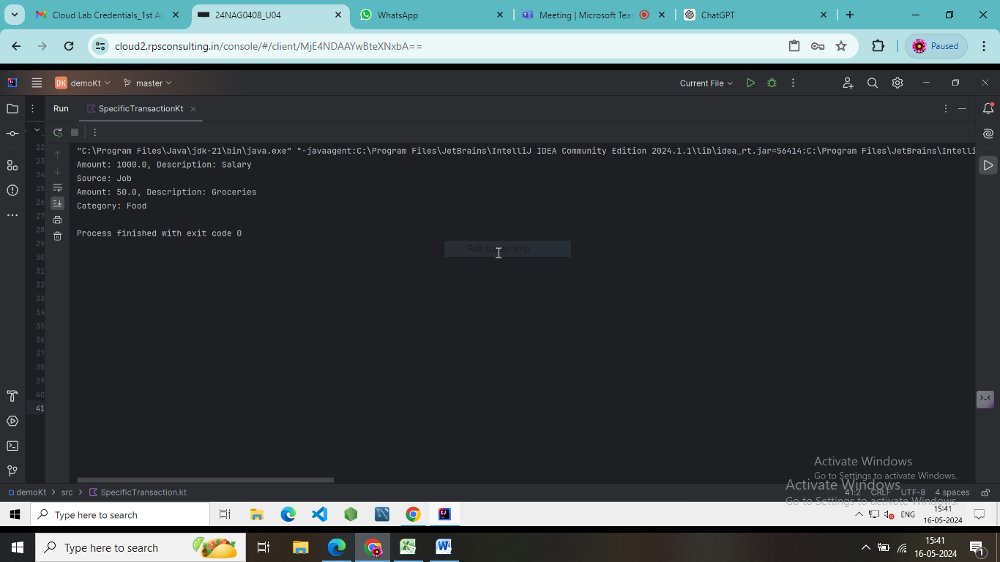 Cloud Lab Credentials_1st Ap
24NAG0408_U04
WhatsApp
Meeting | Microsoft Tear
ChatGPT
cloud2.rpsconsulting.in/console/#/client/MjE4NDAAYwBteXNxbA==
Paused
DK demoKt
master
Current File
Run
SpecificTransactionKt
22
23
24
25
26
27
28
29
30
31
32
33
34
35
36
37
38
39
40
41
"C:\Program Files\Java\jdk-21\bin\java.exe" "-javaagent:C:\Program Files\JetBrains\IntelliJ IDEA Community Edition 2024.1.1\lib\idea_rt.jar=56414:C:\Program Files\JetBrains\Intelli
Amount: 1000.0, Description: Salary
Source: Job
Amount: 50.0, Description: Groceries
Category: Food
Process finished with exit code 0
Full-screen Snip
Activate Windows
Go to Settings to activate Windows.
Activate Windows
Go to Settings to activate Windows.
demoKt > src > SpecificTransaction.kt
41:2 CRLF UTF-8 4 spaces
Type here to search
ENG
15:41
16-05-2024
Type here to search
15:41
16-05-2024
1